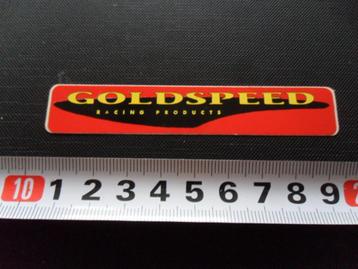 GOLDSPEED
RACING PRODUCTS
10 1 2 3 4 5 6 7 8 9